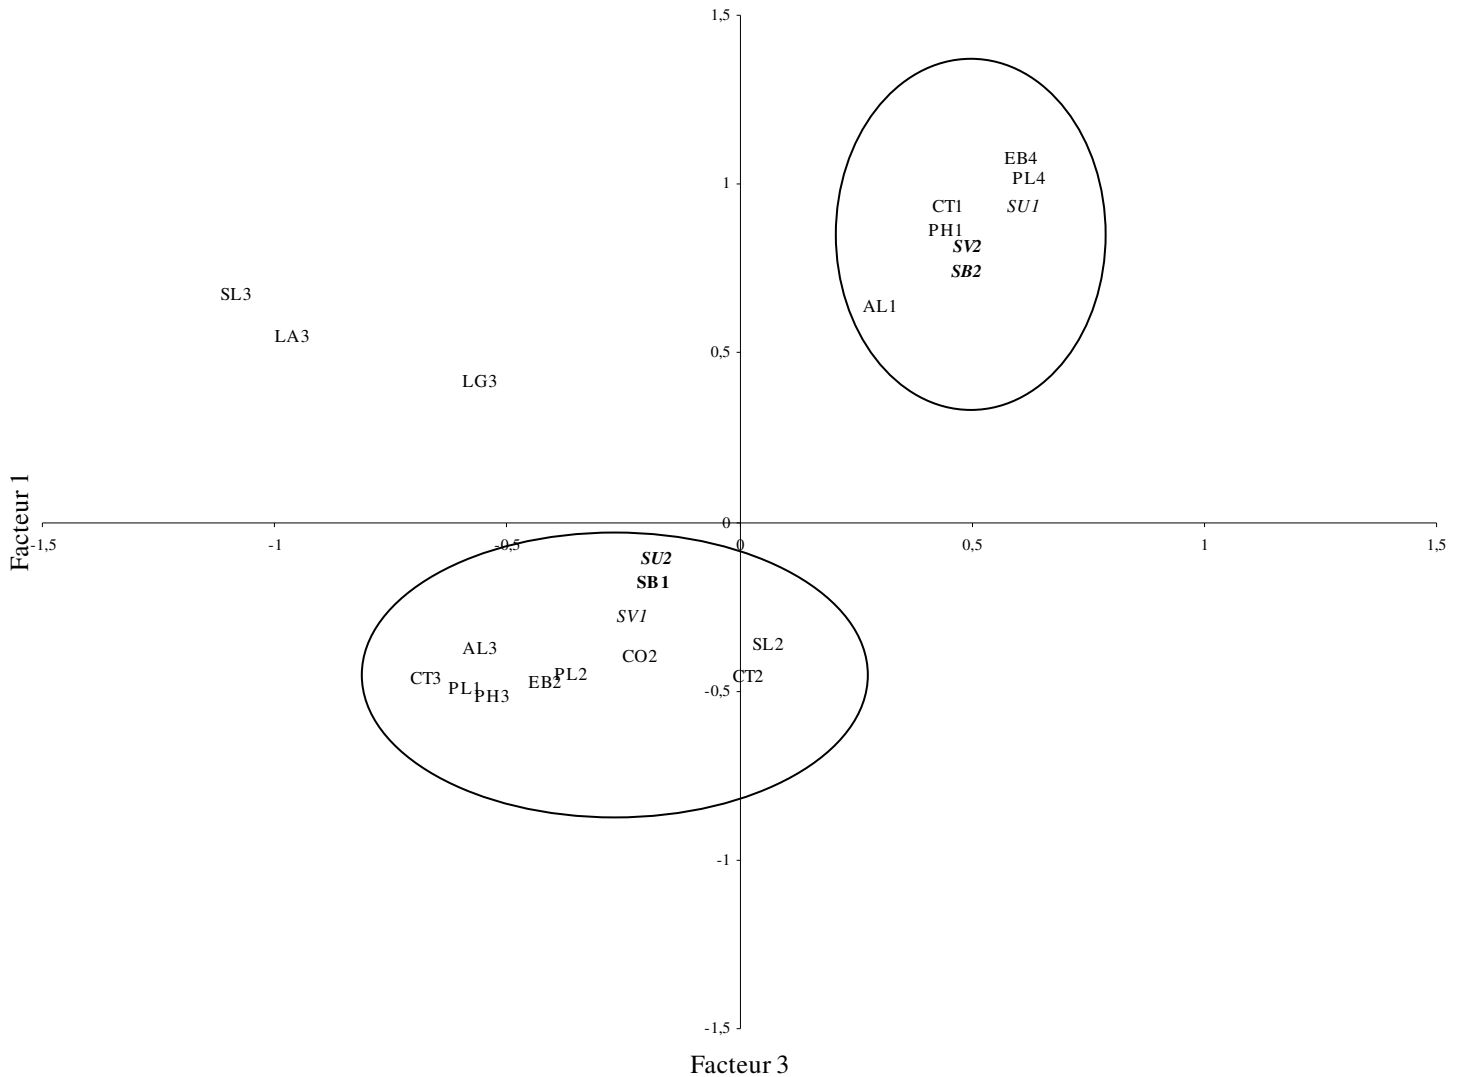 1,5
EB4
PL4
1
CT1 SU1
PH1
SV2
SB2
SL3
AL1
LA3
0,5
LG3
Facteur 1
0
-1,5 -1 -0,5 0 0,5 1 1,5
SU2
SB1
SV1
SL2
AL3
CO2
CT3 PL2 CT2
PL1 EB2
PH3 -0,5
-1
-1,5
Facteur 3